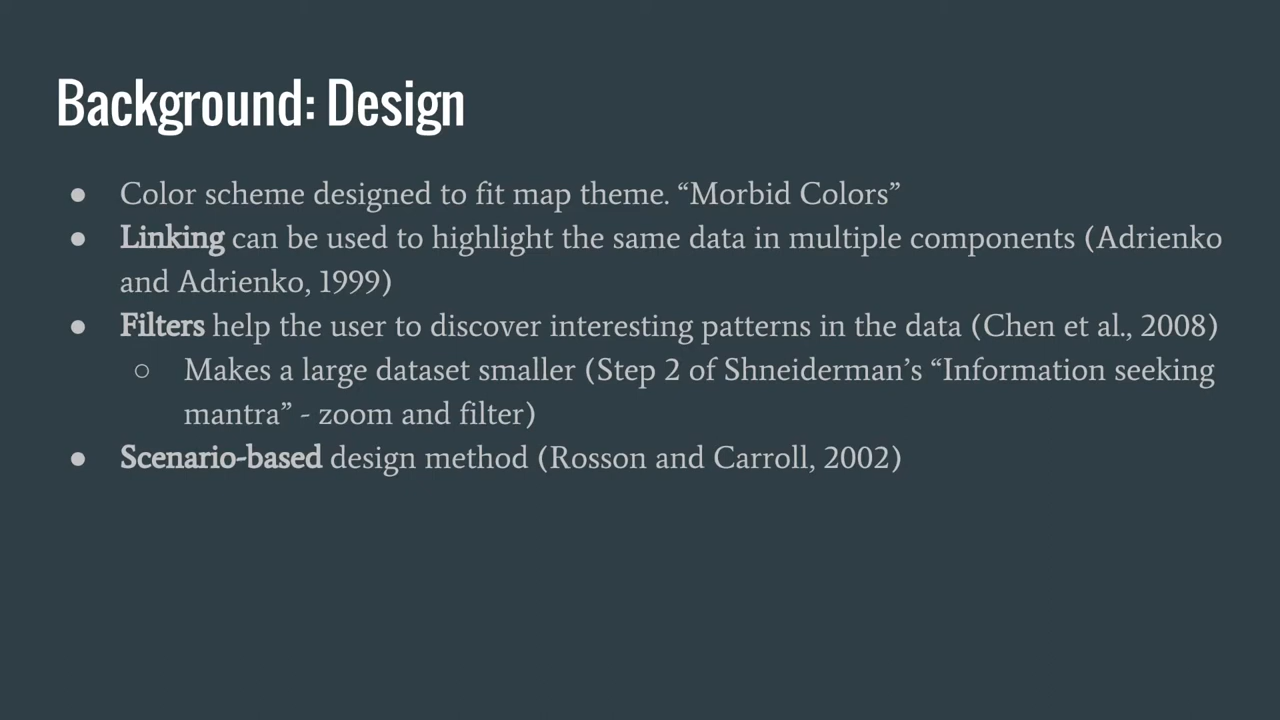 Background: Design
● Color scheme designed to fit map theme. “Morbid Colors”
● Linking can be used to highlight the same data in multiple components (Adrienko
and Adrienko, 1999)
● Filters help the user to discover interesting patterns in the data (Chen et al., 2008)
○ Makes a large dataset smaller (Step 2 of Shneiderman’s “Information seeking
mantra” - zoom and filter)
● Scenario-based design method (Rosson and Carroll, 2002)